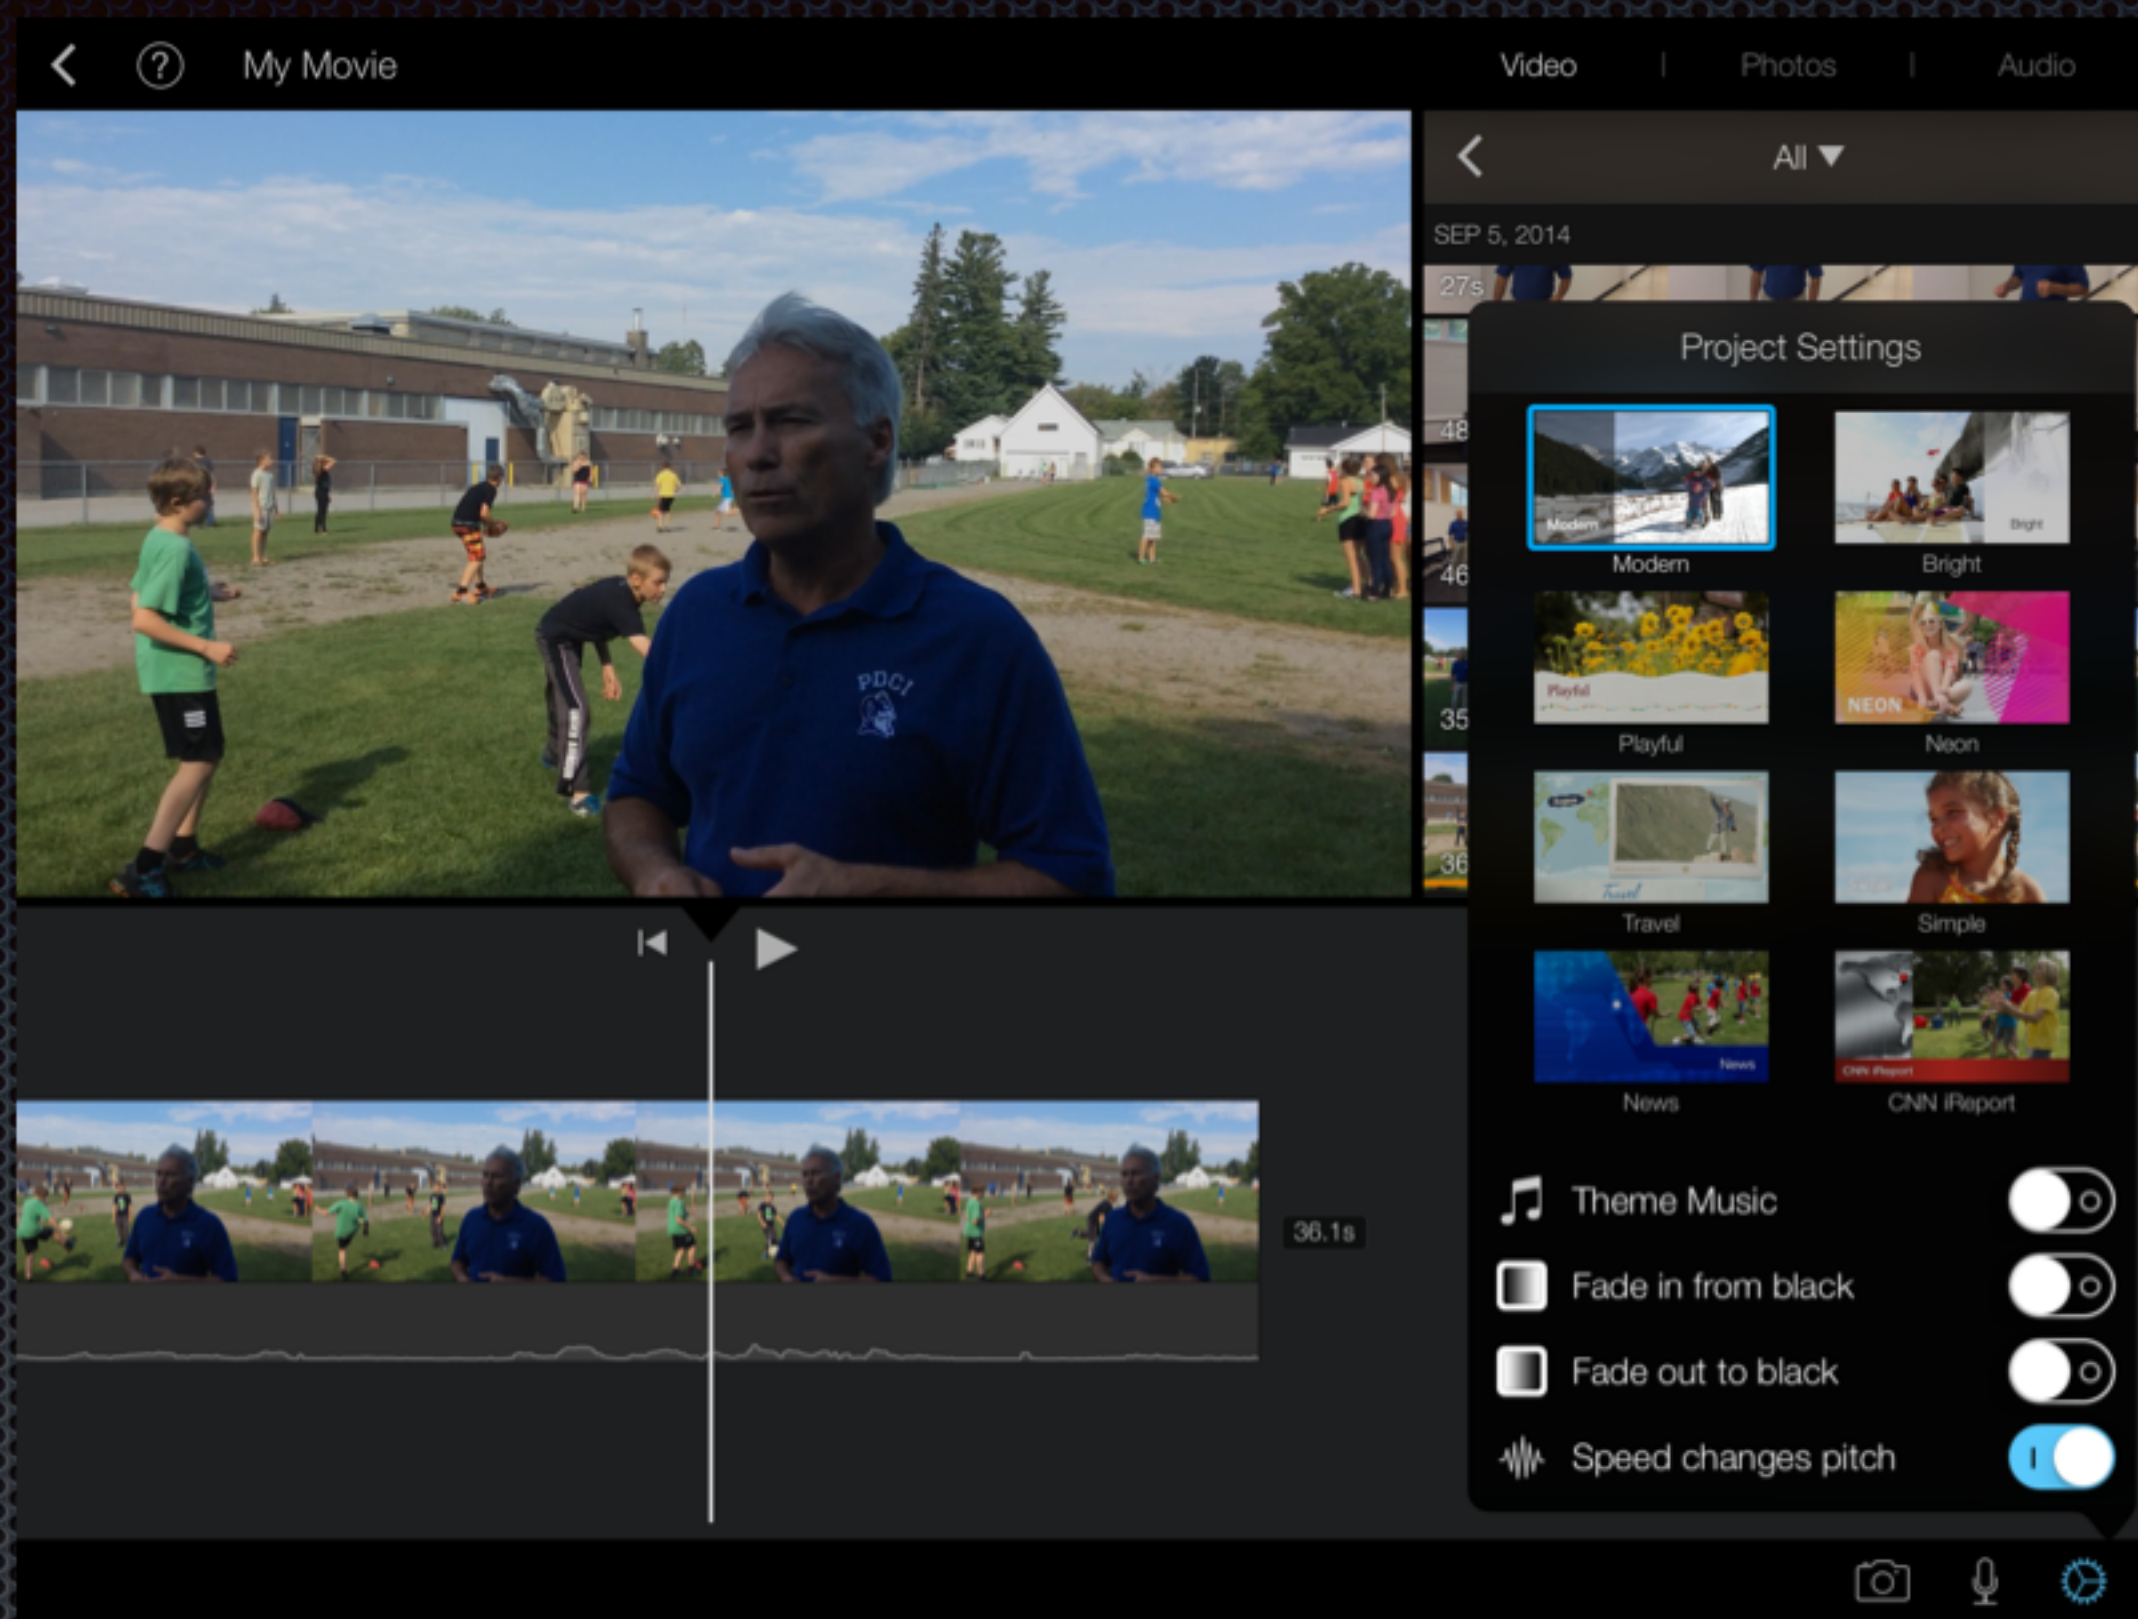 My Movie
Video | Photos | Audio
All
SEP 5, 2014
27s
Project Settings
48
Modern
Bright
Modern
Bright
46
PDCI
Playful
NEON
35
Playful
Neon
Travel
36
Travel
Simple
News
CNN iReport
News
CNN iReport
Theme Music
36.1s
Fade in from black
Fade out to black
Speed changes pitch